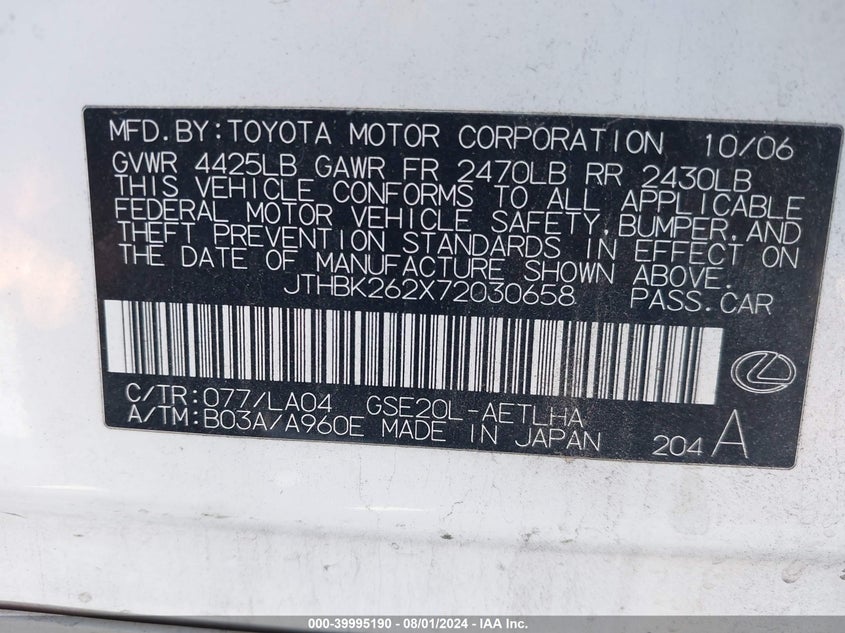 MFD.BY:TOYOTA MOTOR CORPORATION 10/06
GVWR 4425LB GAWR FR 2470LB RR 2430LB
THIS VEHICLE CONFORMS TO ALL APPLICABLE
FEDERAL MOTOR VEHICLE SAFETY,BUMPER,AND
THEFT PREVENTION STANDARDS IN EFFECT ON
THE DATE OF MANUFACTURE SHOWN ABOVE.
JTHBK262X72030658 PASS.CAR
C/TR:077/LA04 GSE20L-AETLHA
A/TM:B03A/A960E MADE IN JAPAN 204 A
000-39995190 - 08/01/2024 - IAA Inc.